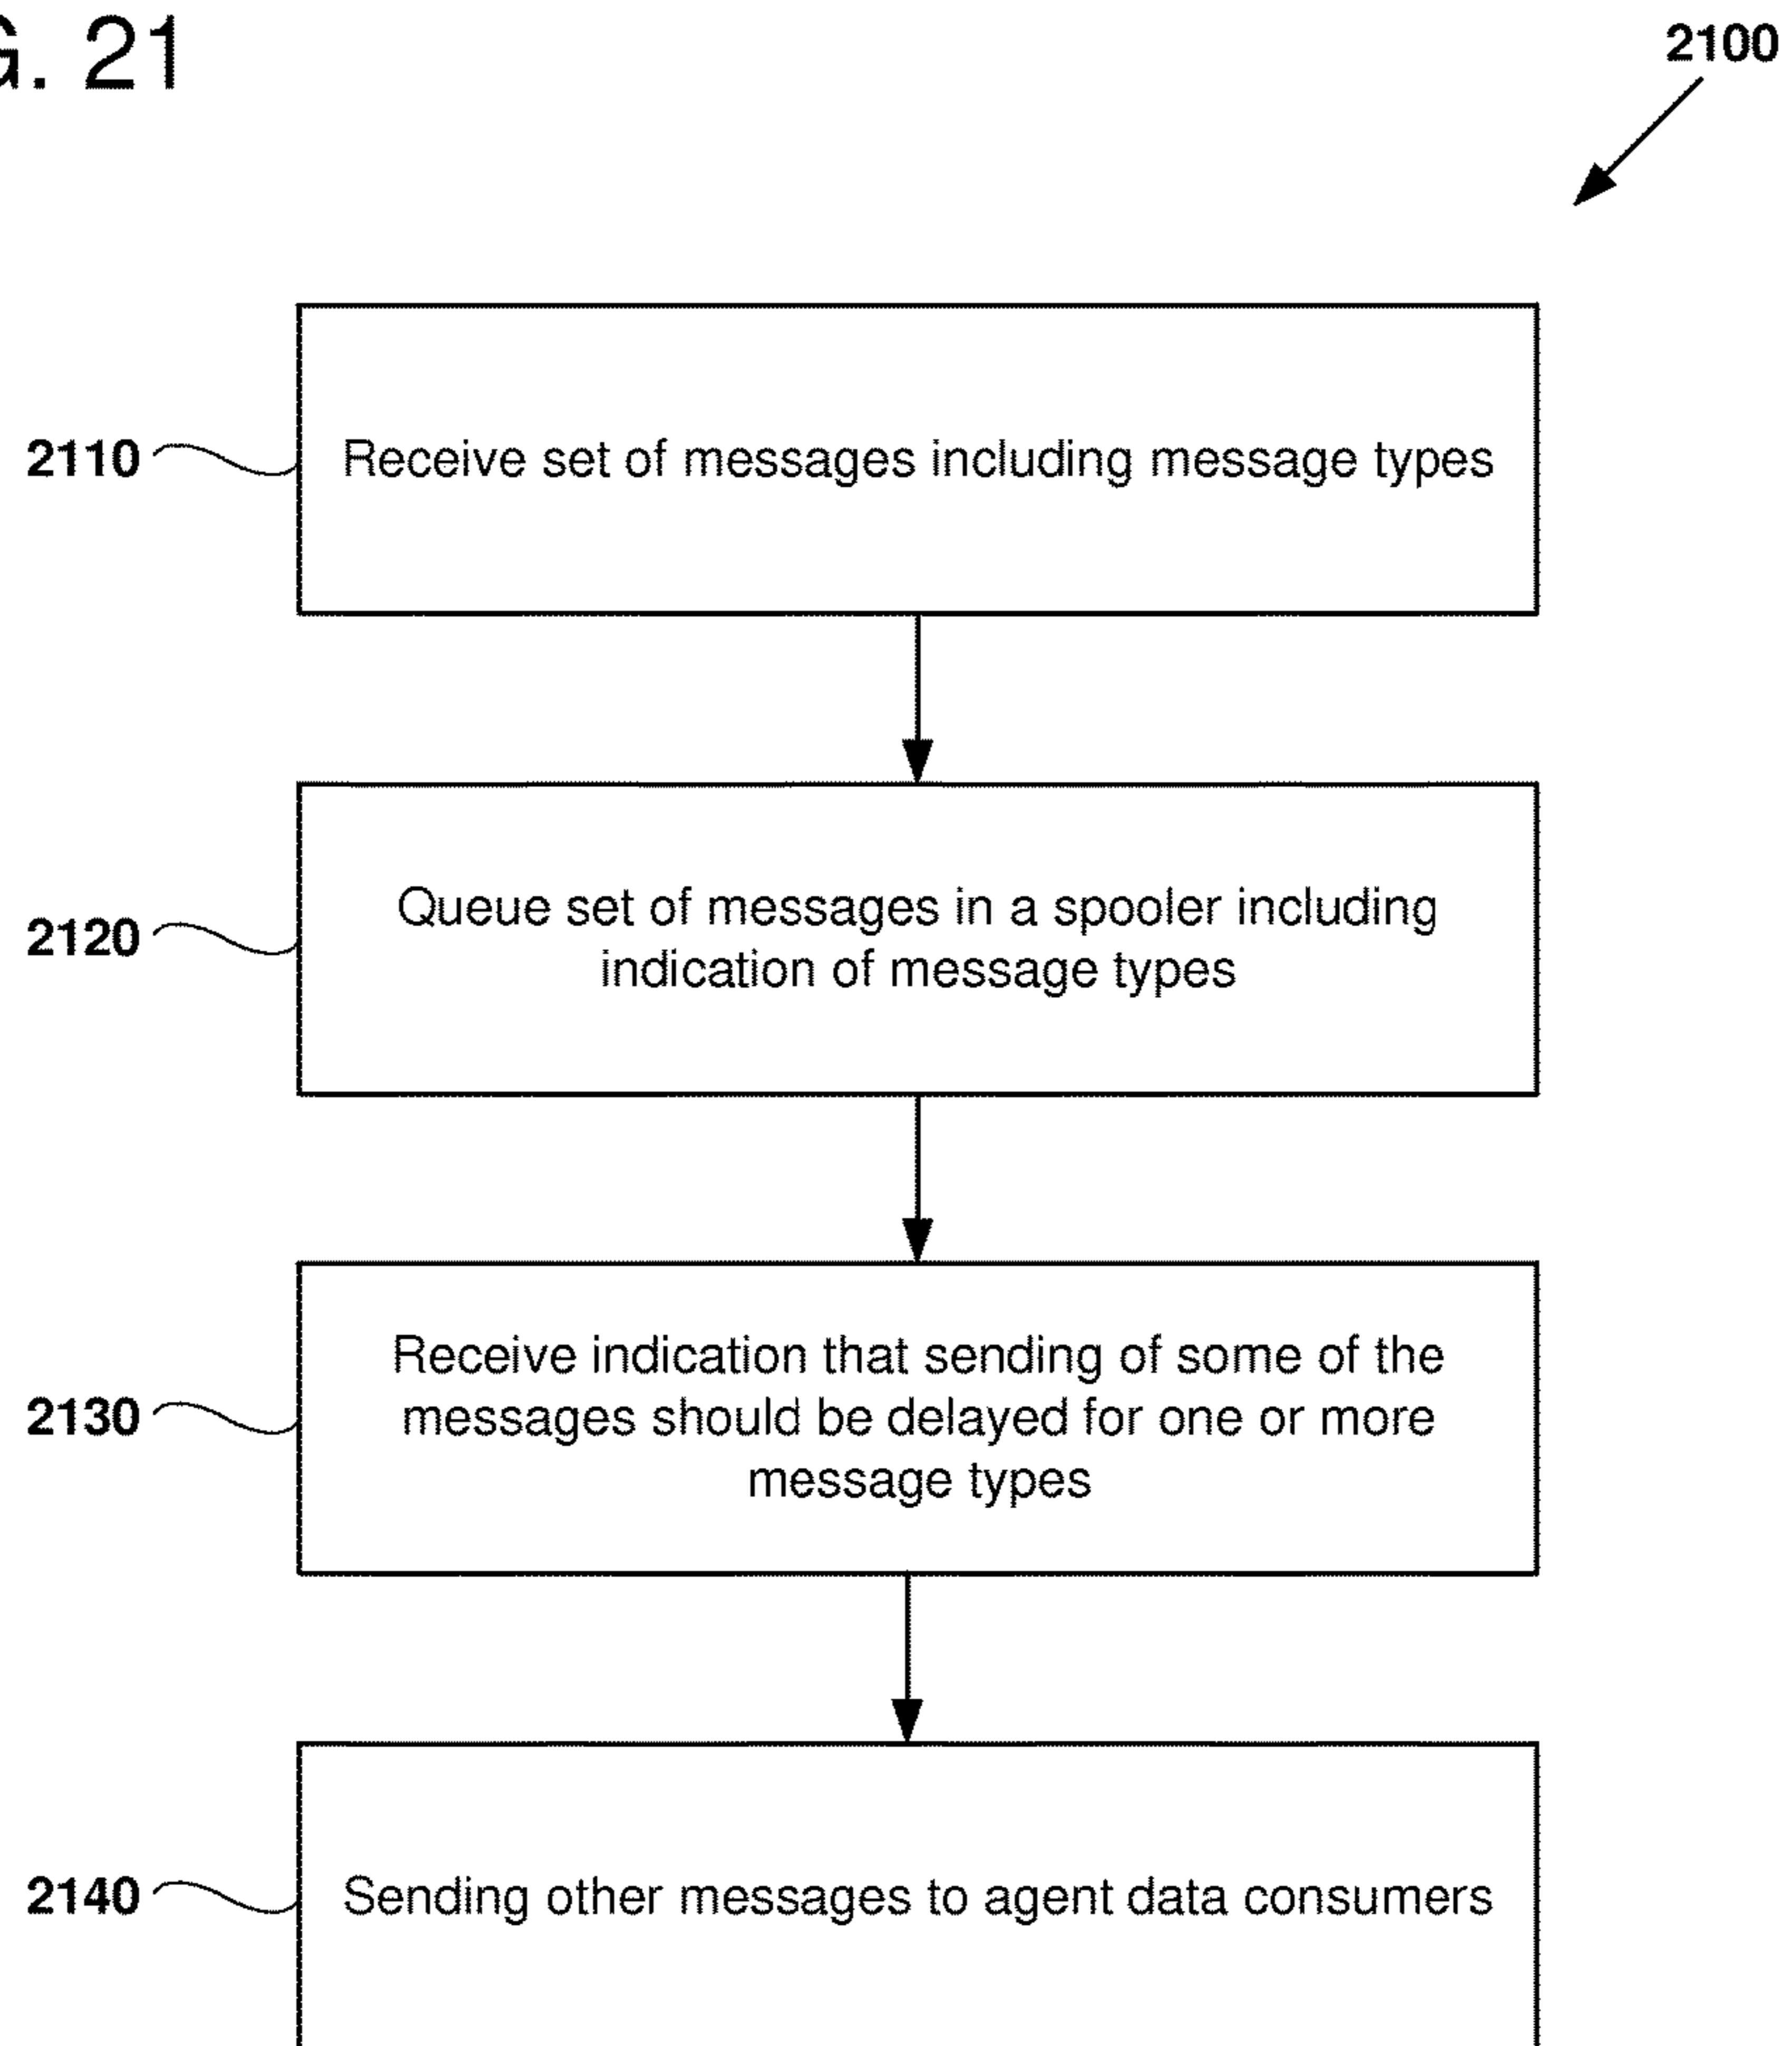 G. 21
2100
2110
Receive set of messages including message types
2120
Queue set of messages in a spooler including
indication of message types
2130
Receive indication that sending of some of the
messages should be delayed for one or more
message types
2140
Sending other messages to agent data consumers